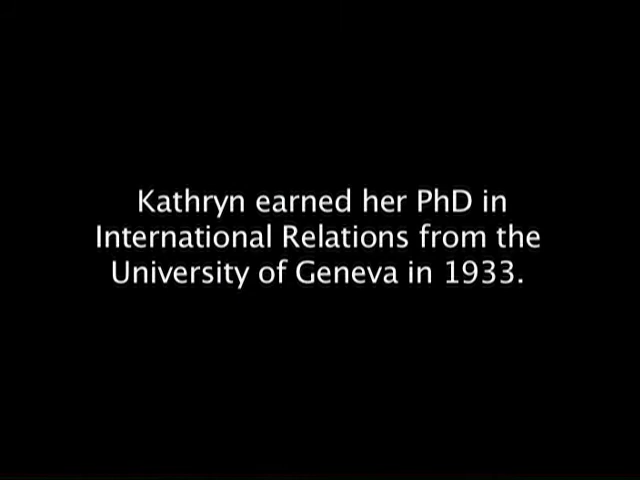 Kathryn earned her PhD in
International Relations from the
University of Geneva in 1933.